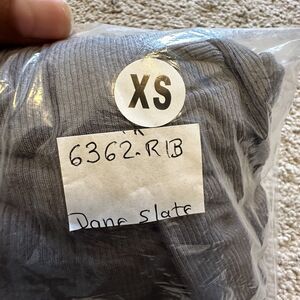 XS
6362-RIB
Dane Slate